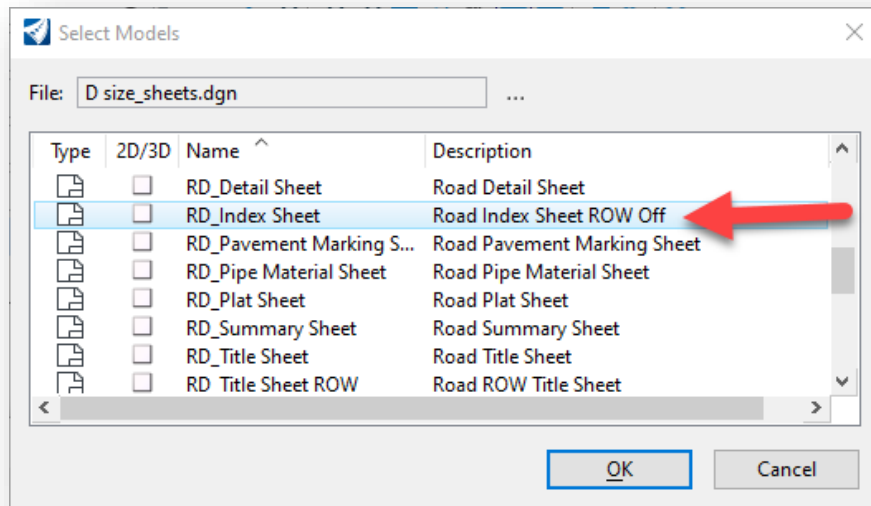 Select Models
File: D size_sheets.dgn ...
Type 2D/3D Name Description
RD_Detail Sheet Road Detail Sheet
RD_Index Sheet Road Index Sheet ROW Off
RD_Pavement Marking S... Road Pavement Marking Sheet
RD_Pipe Material Sheet Road Pipe Material Sheet
RD_Plat Sheet Road Plat Sheet
RD_Summary Sheet Road Summary Sheet
RD_Title Sheet Road Title Sheet
RD_Title Sheet ROW Road ROW Title Sheet
OK Cancel